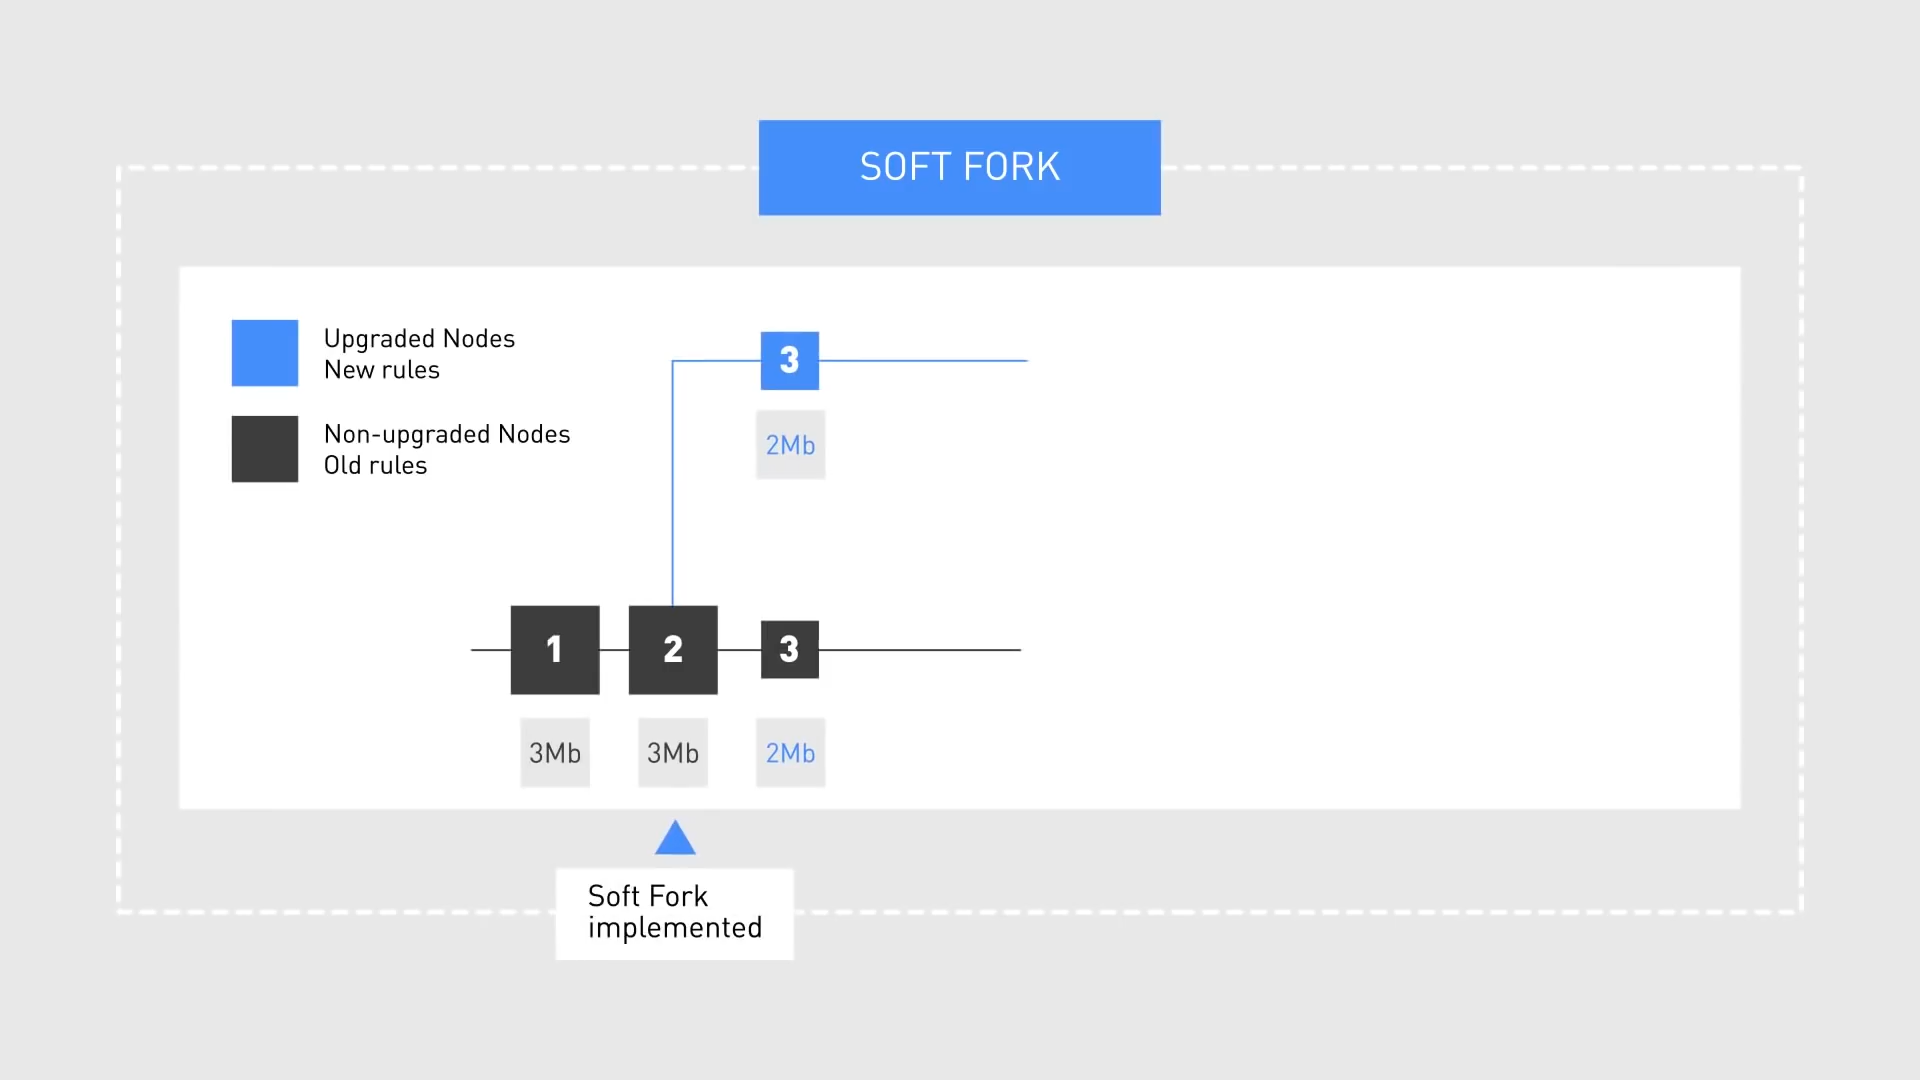 SOFT FORK
Upgraded Nodes
New rules
Non-upgraded Nodes
Old rules
3
2Mb
1
2
3
3Mb
3Mb
2Mb
Soft Fork
implemented